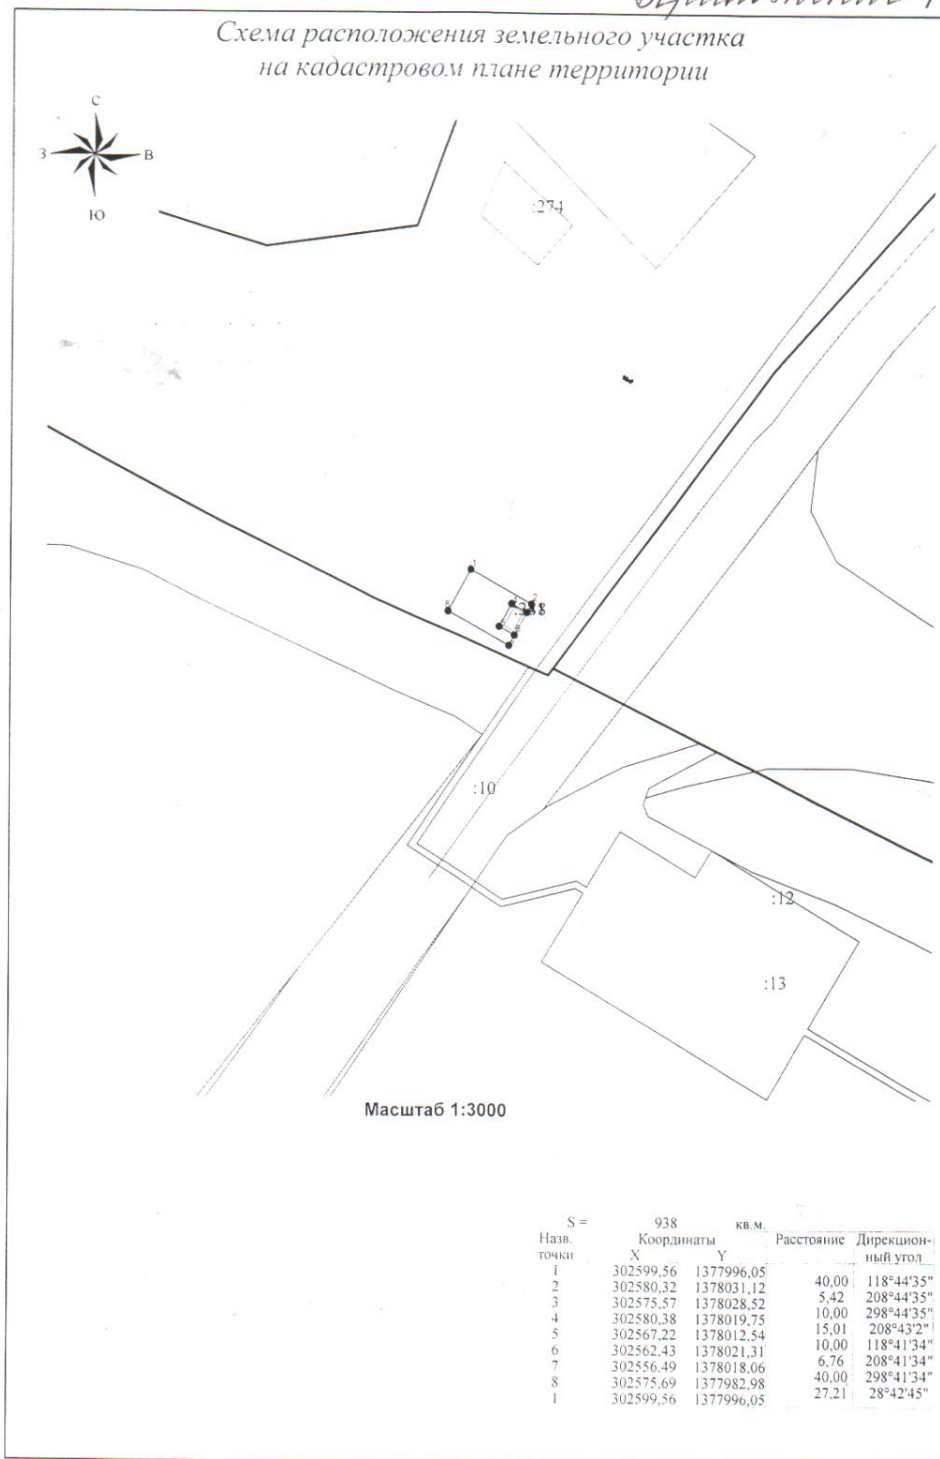 Схема расположения земельного участка
на кадастровом плане территории
С
З
В
Ю
:274
1
2
8
:10
:12
:13
Масштаб 1:3000
S = 938 кв.м.
Назв. точки Координаты X Y Расстояние Дирекцион-ный угол
1 302599,56 1377996,05
40,00 118°44'35"
2 302580,32 1378031,12
5,42 208°44'35"
3 302575,57 1378028,52
10,00 298°44'35"
4 302580,38 1378019,75
15,01 208°43'2"
5 302567,22 1378012,54
10,00 118°41'34"
6 302562,43 1378021,31
6,76 208°41'34"
7 302556,49 1378018,06
40,00 298°41'34"
8 302575,69 1377982,98
27,21 28°42'45"
1 302599,56 1377996,05